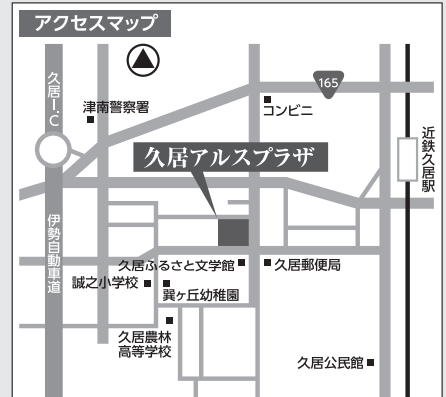 アクセスマップ
165
久居I.C
津南警察署
コンビニ
近鉄久居駅
久居アルスプラザ
伊勢自動車道
久居ふるさと文学館
久居郵便局
誠之小学校
巽ヶ丘幼稚園
久居農林
高等学校
久居公民館